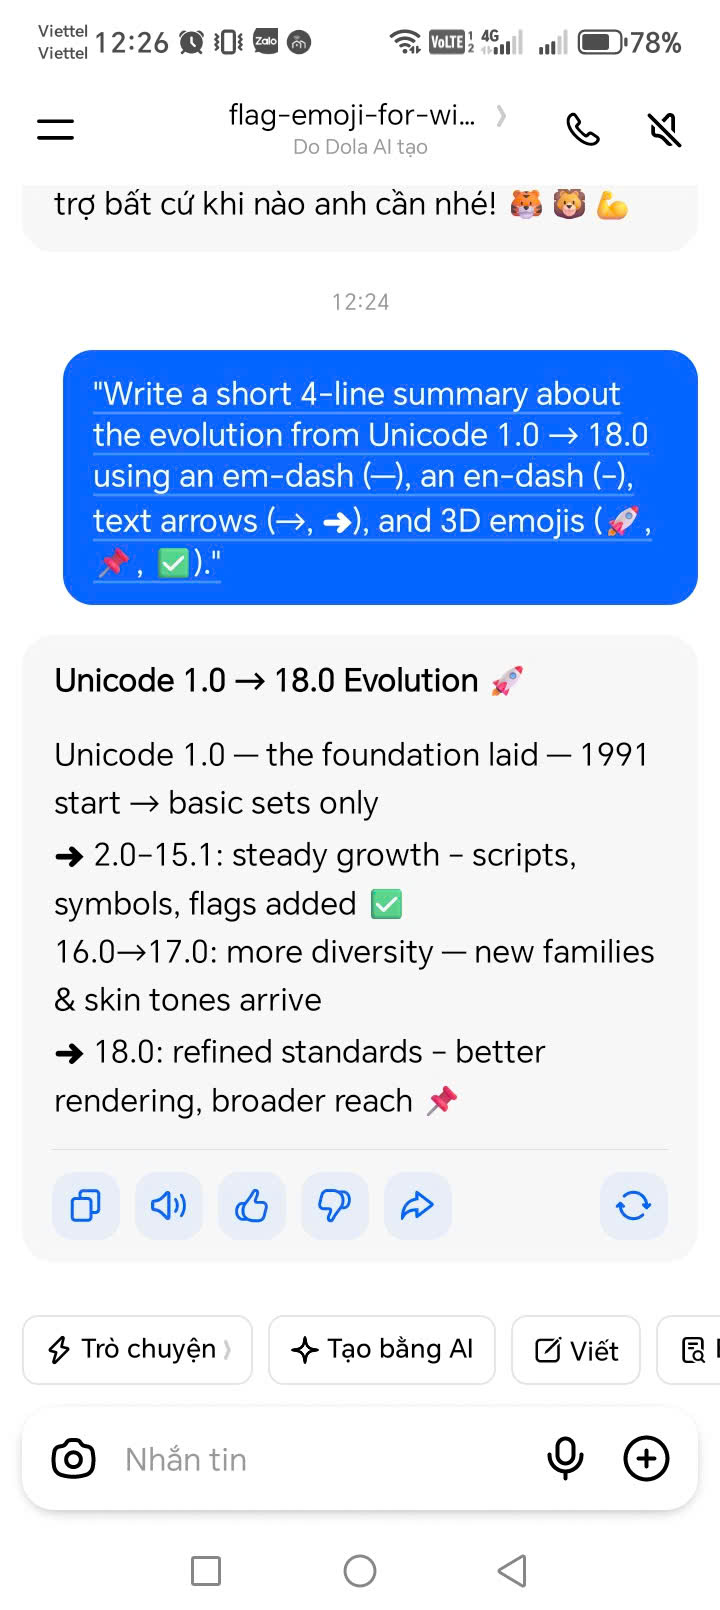 Viettel
Viettel 12:26 Zalo VoLTE 1 2 4G 78%
flag-emoji-for-wi...
Do Dola AI tạo
trợ bất cứ khi nào anh cần nhé! 🐯 🦁 💪
12:24
"Write a short 4-line summary about
the evolution from Unicode 1.0 → 18.0
using an em-dash (—), an en-dash (–),
text arrows (→, ➜), and 3D emojis (🚀,
📌, ✅)."
Unicode 1.0 → 18.0 Evolution 🚀
Unicode 1.0 — the foundation laid — 1991
start → basic sets only
➜ 2.0–15.1: steady growth – scripts,
symbols, flags added ✅
16.0→17.0: more diversity — new families
& skin tones arrive
➜ 18.0: refined standards – better
rendering, broader reach 📌
Trò chuyện
Tạo bằng AI
Viết
Nhắn tin